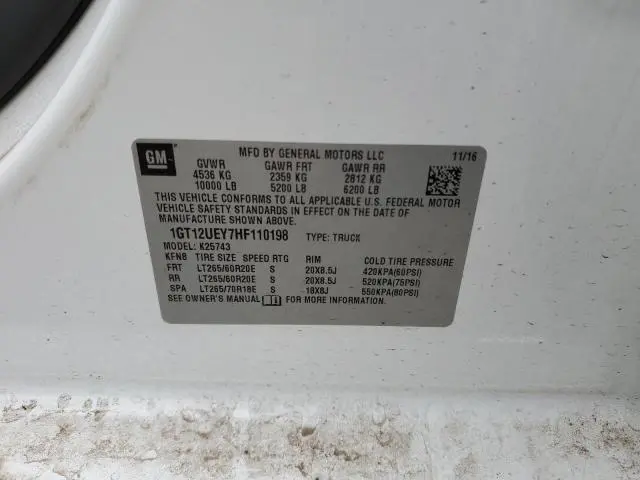 GM
MFD BY GENERAL MOTORS LLC 11/16
GVWR GAWR FRT GAWR RR
4536 KG 2359 KG 2812 KG
10000 LB 5200 LB 6200 LB
THIS VEHICLE CONFORMS TO ALL APPLICABLE U.S. FEDERAL MOTOR
VEHICLE SAFETY STANDARDS IN EFFECT ON THE DATE OF
MANUFACTURE SHOWN ABOVE.
1GT12UEY7HF110198 TYPE: TRUCK
MODEL: K25743
KFN8 TIRE SIZE SPEED RTG RIM COLD TIRE PRESSURE
FRT LT265/60R20E S 20X8.5J 420KPA(60PSI)
RR LT265/60R20E S 20X8.5J 520KPA(75PSI)
SPA LT265/70R18E S 18X8J 550KPA(80PSI)
SEE OWNER'S MANUAL FOR MORE INFORMATION.